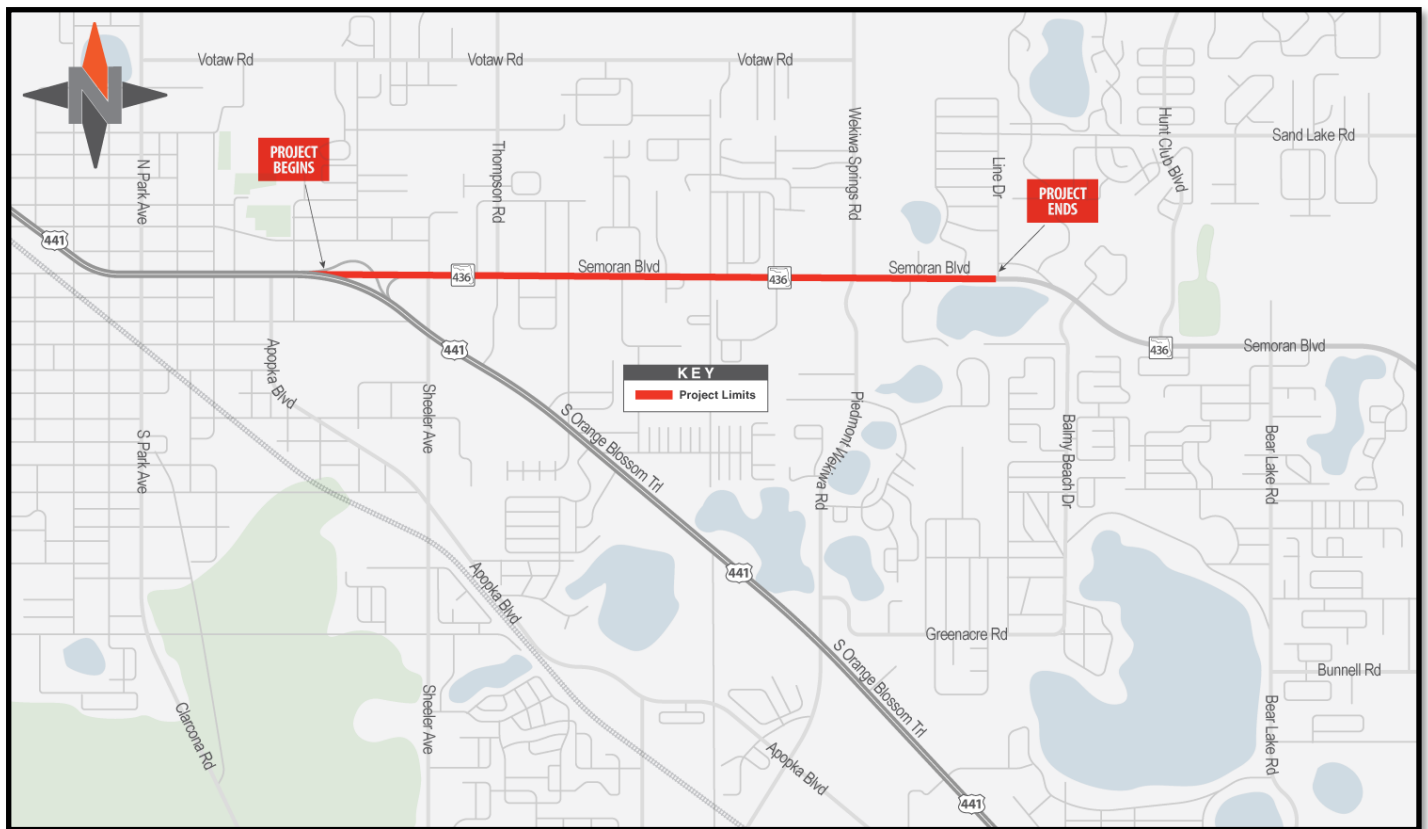 N
Votaw Rd
Votaw Rd
Votaw Rd
Sand Lake Rd
Hunt Club Blvd
Wekiwa Springs Rd
Line Dr
Thompson Rd
N Park Ave
PROJECT
BEGINS
PROJECT
ENDS
441
436
Semoran Blvd
436
Semoran Blvd
436
Semoran Blvd
441
KEY
Project Limits
Apopka Blvd
Sheeler Ave
S Park Ave
S Orange Blossom Trl
Piedmont Wekiwa Rd
Balmy Beach Dr
Bear Lake Rd
441
Apopka Blvd
Greenacre Rd
S Orange Blossom Trl
Bunnell Rd
Clarcona Rd
Sheeler Ave
Bear Lake Rd
Apopka Blvd
441